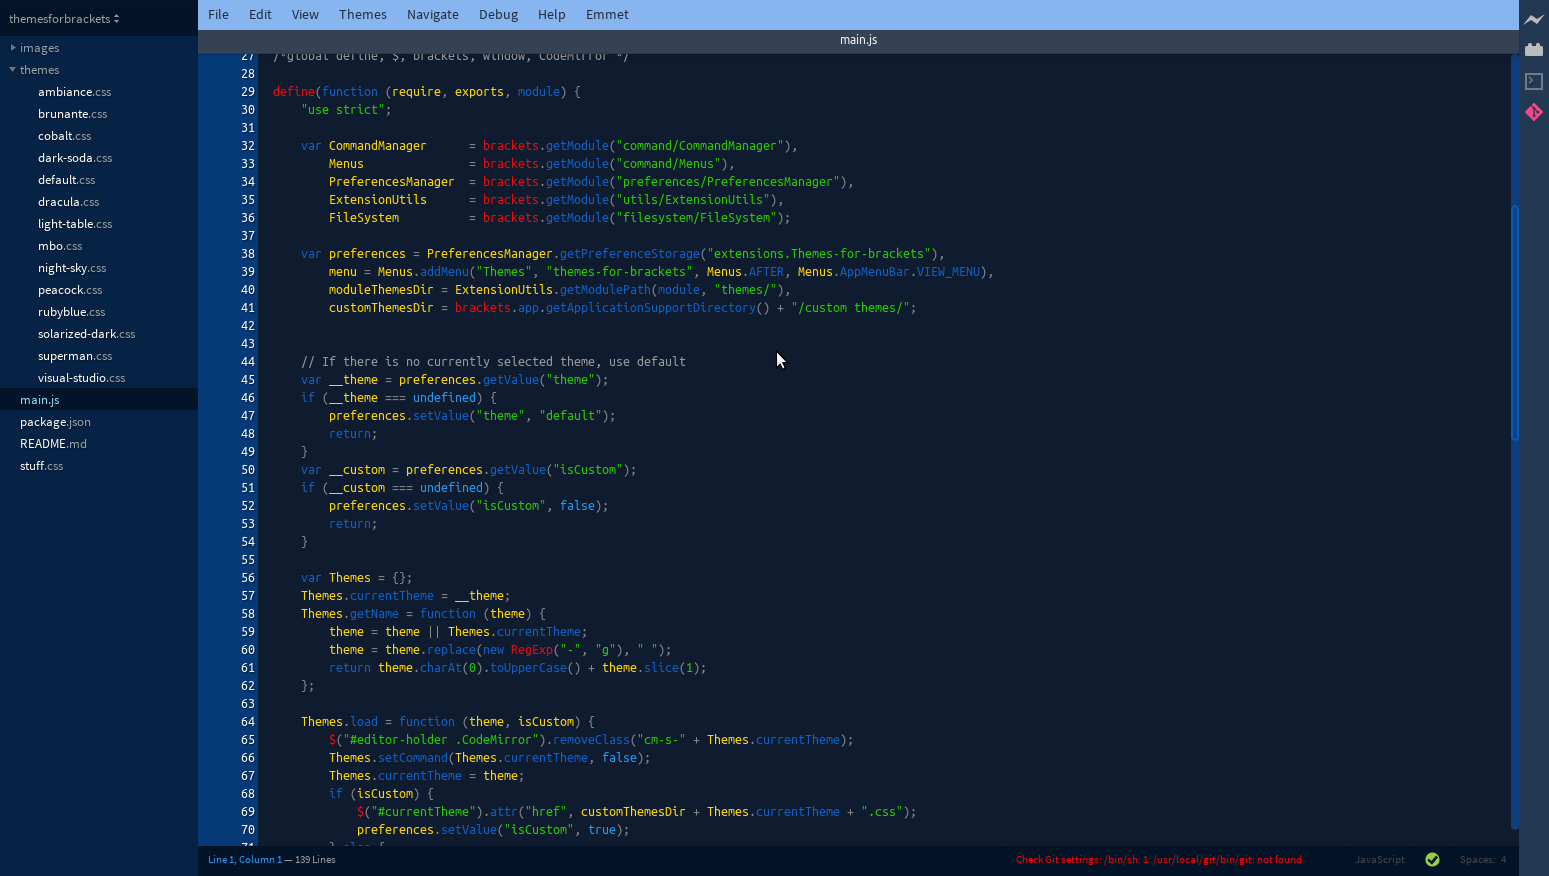 themesforbrackets
File Edit View Themes Navigate Debug Help Emmet
main.js
images
themes
ambiance.css
brunante.css
cobalt.css
dark-soda.css
default.css
dracula.css
light-table.css
mbo.css
night-sky.css
peacock.css
rubyblue.css
solarized-dark.css
superman.css
visual-studio.css
main.js
package.json
README.md
stuff.css
27 /*global define, $, brackets, window, CodeMirror */
28
29 define(function (require, exports, module) {
30     "use strict";
31
32     var CommandManager      = brackets.getModule("command/CommandManager"),
33         Menus               = brackets.getModule("command/Menus"),
34         PreferencesManager  = brackets.getModule("preferences/PreferencesManager"),
35         ExtensionUtils      = brackets.getModule("utils/ExtensionUtils"),
36         FileSystem          = brackets.getModule("filesystem/FileSystem");
37
38     var preferences = PreferencesManager.getPreferenceStorage("extensions.Themes-for-brackets"),
39         menu = Menus.addMenu("Themes", "themes-for-brackets", Menus.AFTER, Menus.AppMenuBar.VIEW_MENU),
40         moduleThemesDir = ExtensionUtils.getModulePath(module, "themes/"),
41         customThemesDir = brackets.app.getApplicationSupportDirectory() + "/custom themes/";
42
43
44     // If there is no currently selected theme, use default
45     var __theme = preferences.getValue("theme");
46     if (__theme === undefined) {
47         preferences.setValue("theme", "default");
48         return;
49     }
50     var __custom = preferences.getValue("isCustom");
51     if (__custom === undefined) {
52         preferences.setValue("isCustom", false);
53         return;
54     }
55
56     var Themes = {};
57     Themes.currentTheme = __theme;
58     Themes.getName = function (theme) {
59         theme = theme || Themes.currentTheme;
60         theme = theme.replace(new RegExp("-", "g"), " ");
61         return theme.charAt(0).toUpperCase() + theme.slice(1);
62     };
63
64     Themes.load = function (theme, isCustom) {
65         $("#editor-holder .CodeMirror").removeClass("cm-s-" + Themes.currentTheme);
66         Themes.setCommand(Themes.currentTheme, false);
67         Themes.currentTheme = theme;
68         if (isCustom) {
69             $("#currentTheme").attr("href", customThemesDir + Themes.currentTheme + ".css");
70             preferences.setValue("isCustom", true);
71         } else {
Line 1, Column 1 — 139 Lines
Check Git settings: /bin/sh: 1: /usr/local/git/bin/git: not found
JavaScript
Spaces: 4